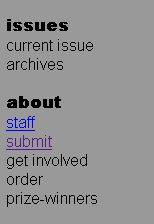 issues
current issue
archives
about
staff
submit
get involved
order
prize-winners